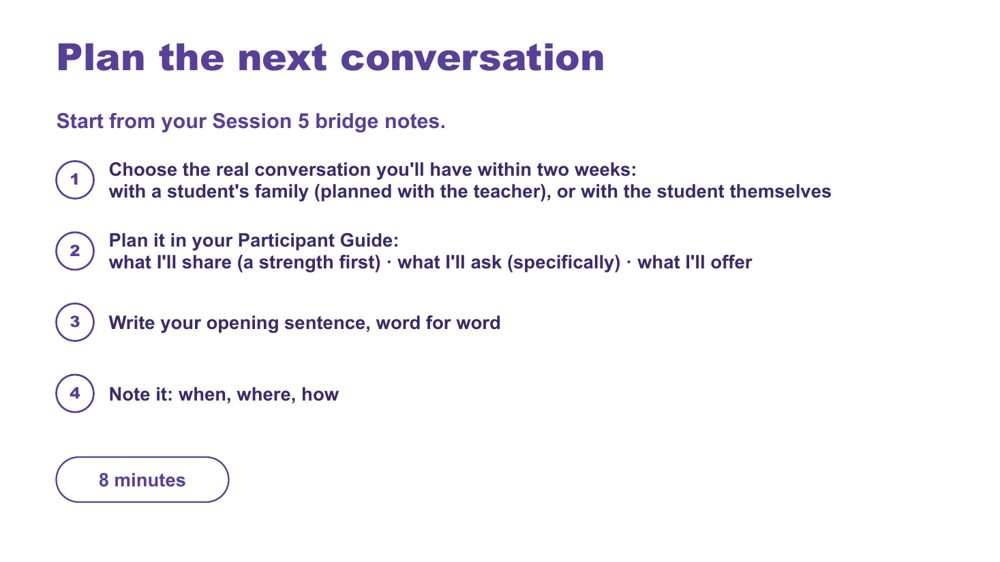 Plan the next conversation
Start from your Session 5 bridge notes.
1
Choose the real conversation you'll have within two weeks:
with a student's family (planned with the teacher), or with the student themselves
2
Plan it in your Participant Guide:
what I'll share (a strength first) · what I'll ask (specifically) · what I'll offer
3
Write your opening sentence, word for word
4
Note it: when, where, how
8 minutes